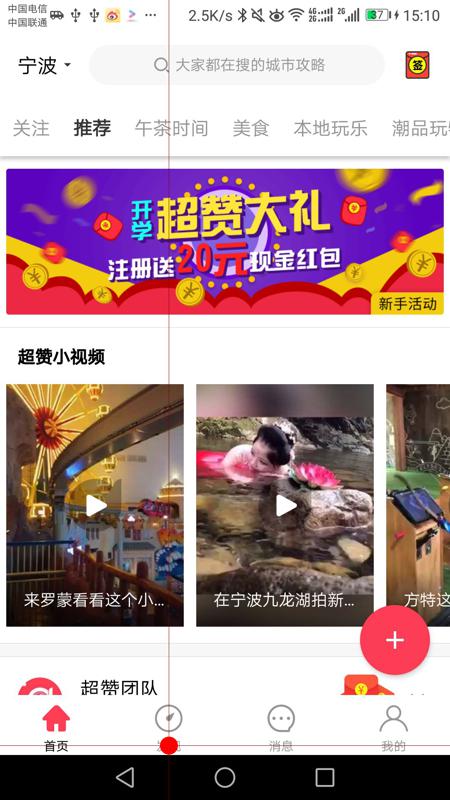 中国电信
中国联通
2.5K/s 4G 2G 37 15:10
宁波
大家都在搜的城市攻略
签
关注 推荐 午茶时间 美食 本地玩乐 潮品玩
开学 超赞大礼
注册送20元现金红包
新手活动
超赞小视频
来罗蒙看看这个小...
在宁波九龙湖拍新...
方特这
超赞团队
首页 消息 我的